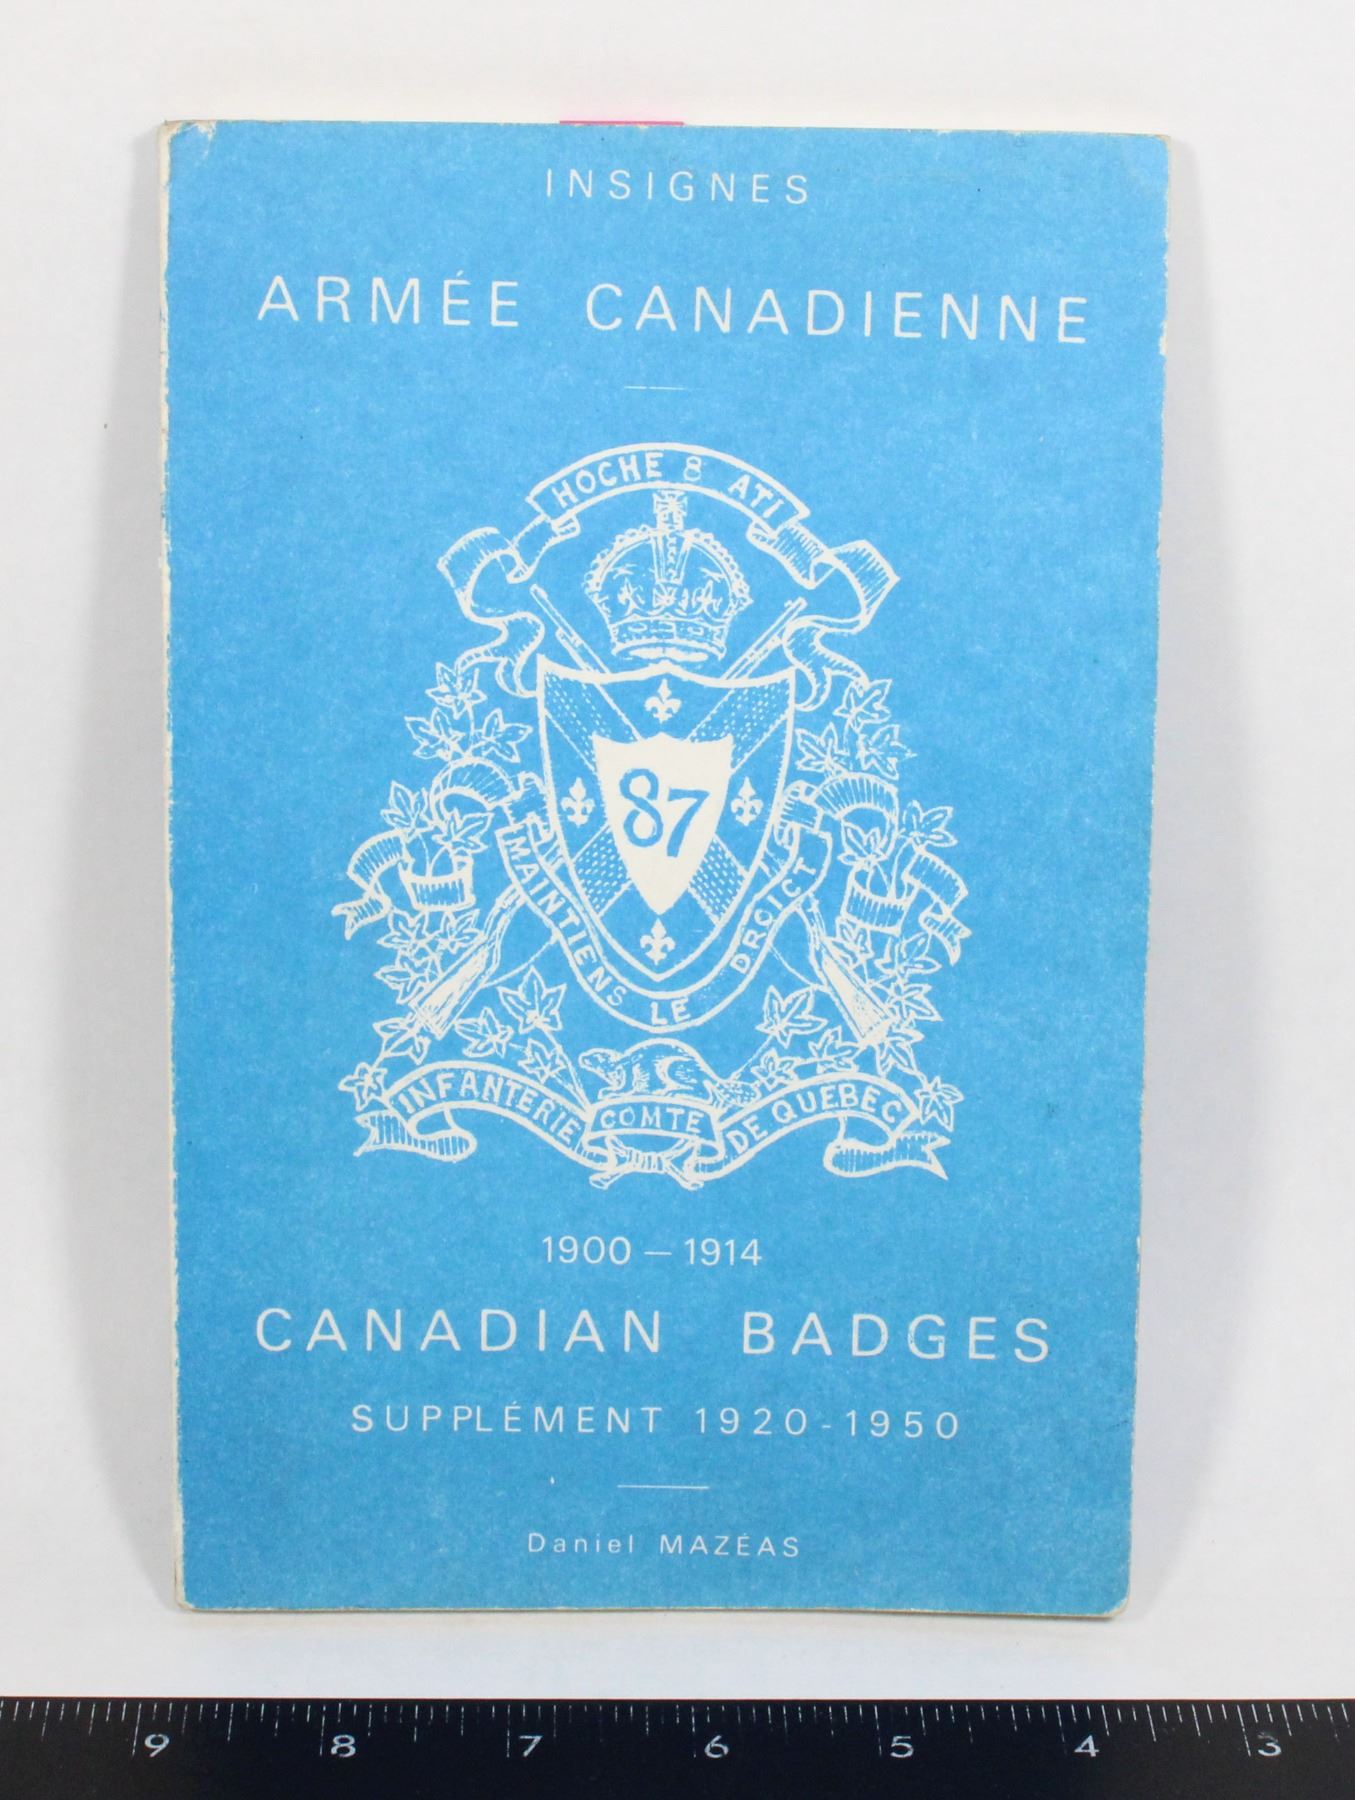 INSIGNES
ARMÉE CANADIENNE
HOCHE 8 ATI
87
MAINTIENS LE DROICT
INFANTERIE COMTE DE QUEBEC
1900 – 1914
CANADIAN BADGES
SUPPLÉMENT 1920-1950
Daniel MAZÉAS
9 8 7 6 5 4 3